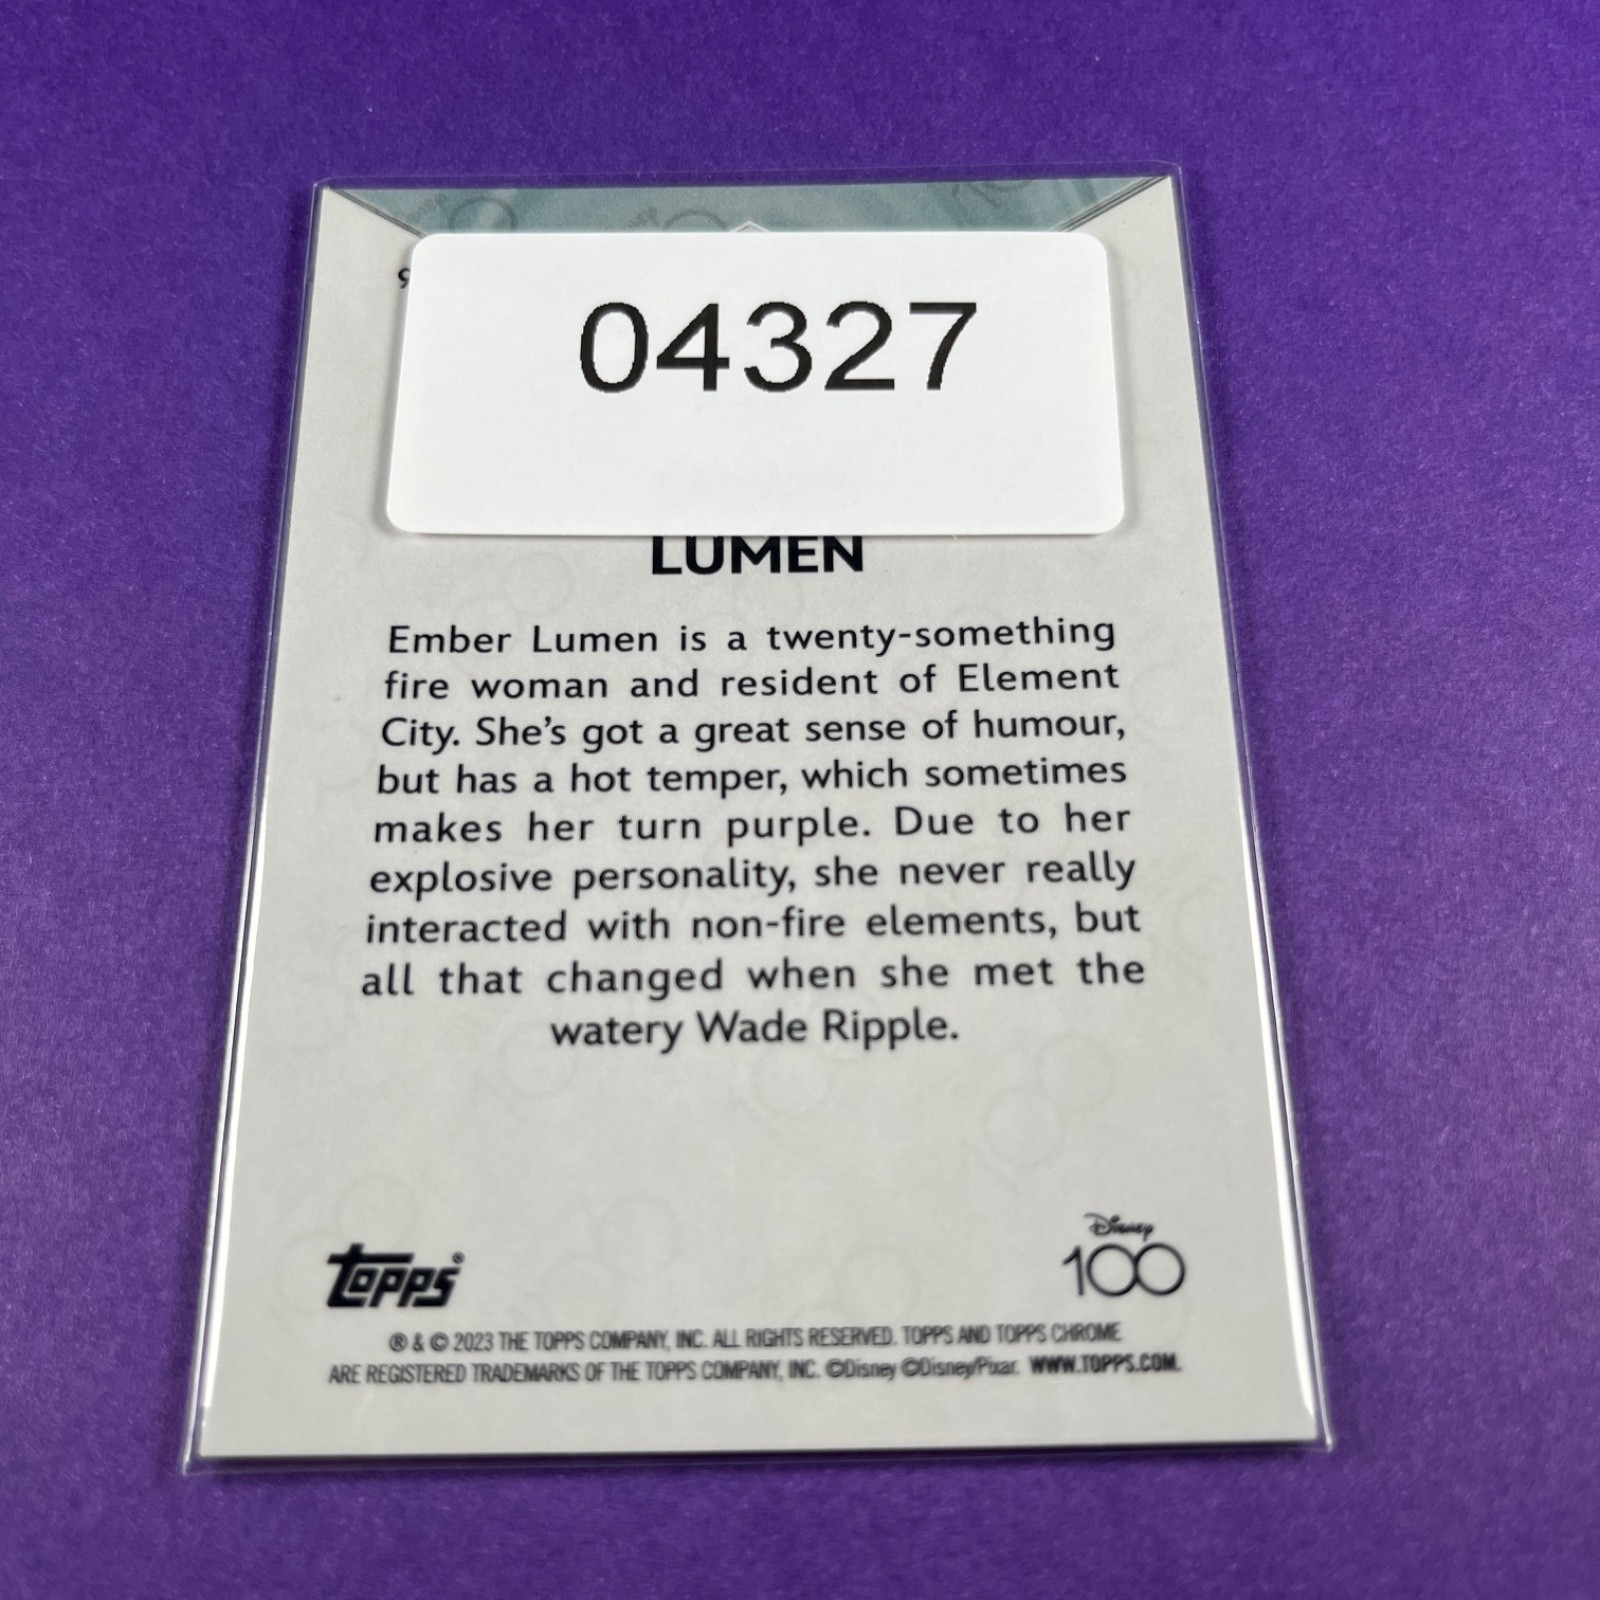 04327
LUMEN
Ember Lumen is a twenty-something
fire woman and resident of Element
City. She's got a great sense of humour,
but has a hot temper, which sometimes
makes her turn purple. Due to her
explosive personality, she never really
interacted with non-fire elements, but
all that changed when she met the
watery Wade Ripple.
topps®
Disney
100
® & © 2023 THE TOPPS COMPANY, INC. ALL RIGHTS RESERVED. TOPPS AND TOPPS CHROME
ARE REGISTERED TRADEMARKS OF THE TOPPS COMPANY, INC. ©Disney ©Disney/Pixar. WWW.TOPPS.COM.